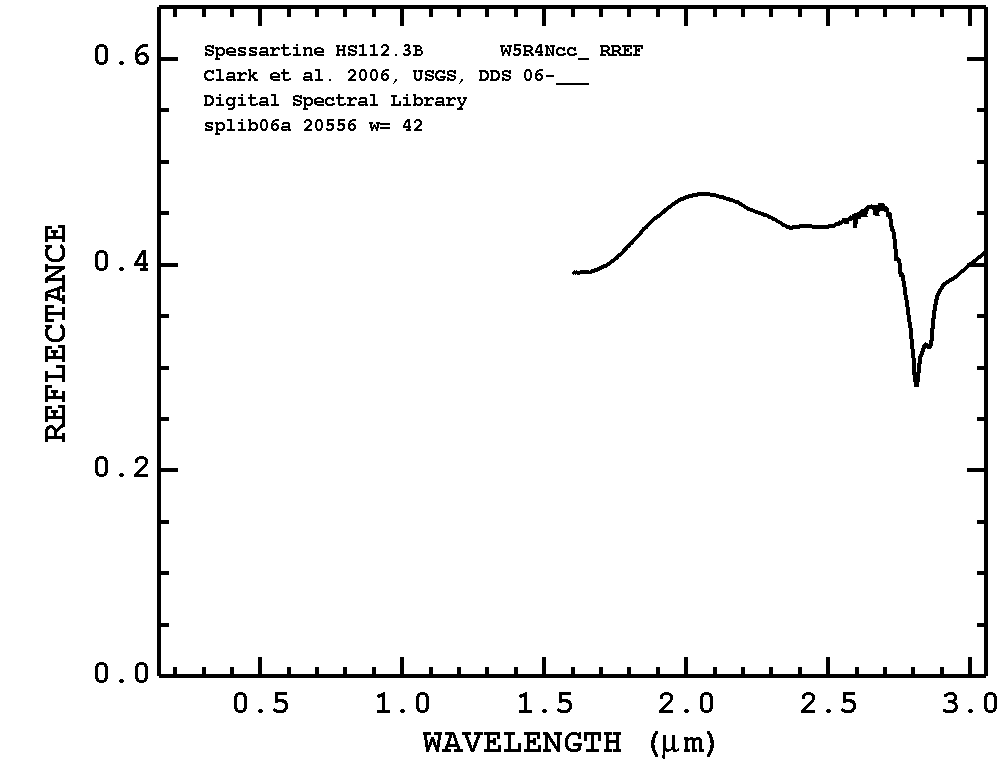 Spessartine HS112.3B W5R4Ncc_ RREF
Clark et al. 2006, USGS, DDS 06-___
Digital Spectral Library
splib06a 20556 w= 42
0.6
0.4
0.2
0.0
REFLECTANCE
0.5 1.0 1.5 2.0 2.5 3.0
WAVELENGTH (μm)